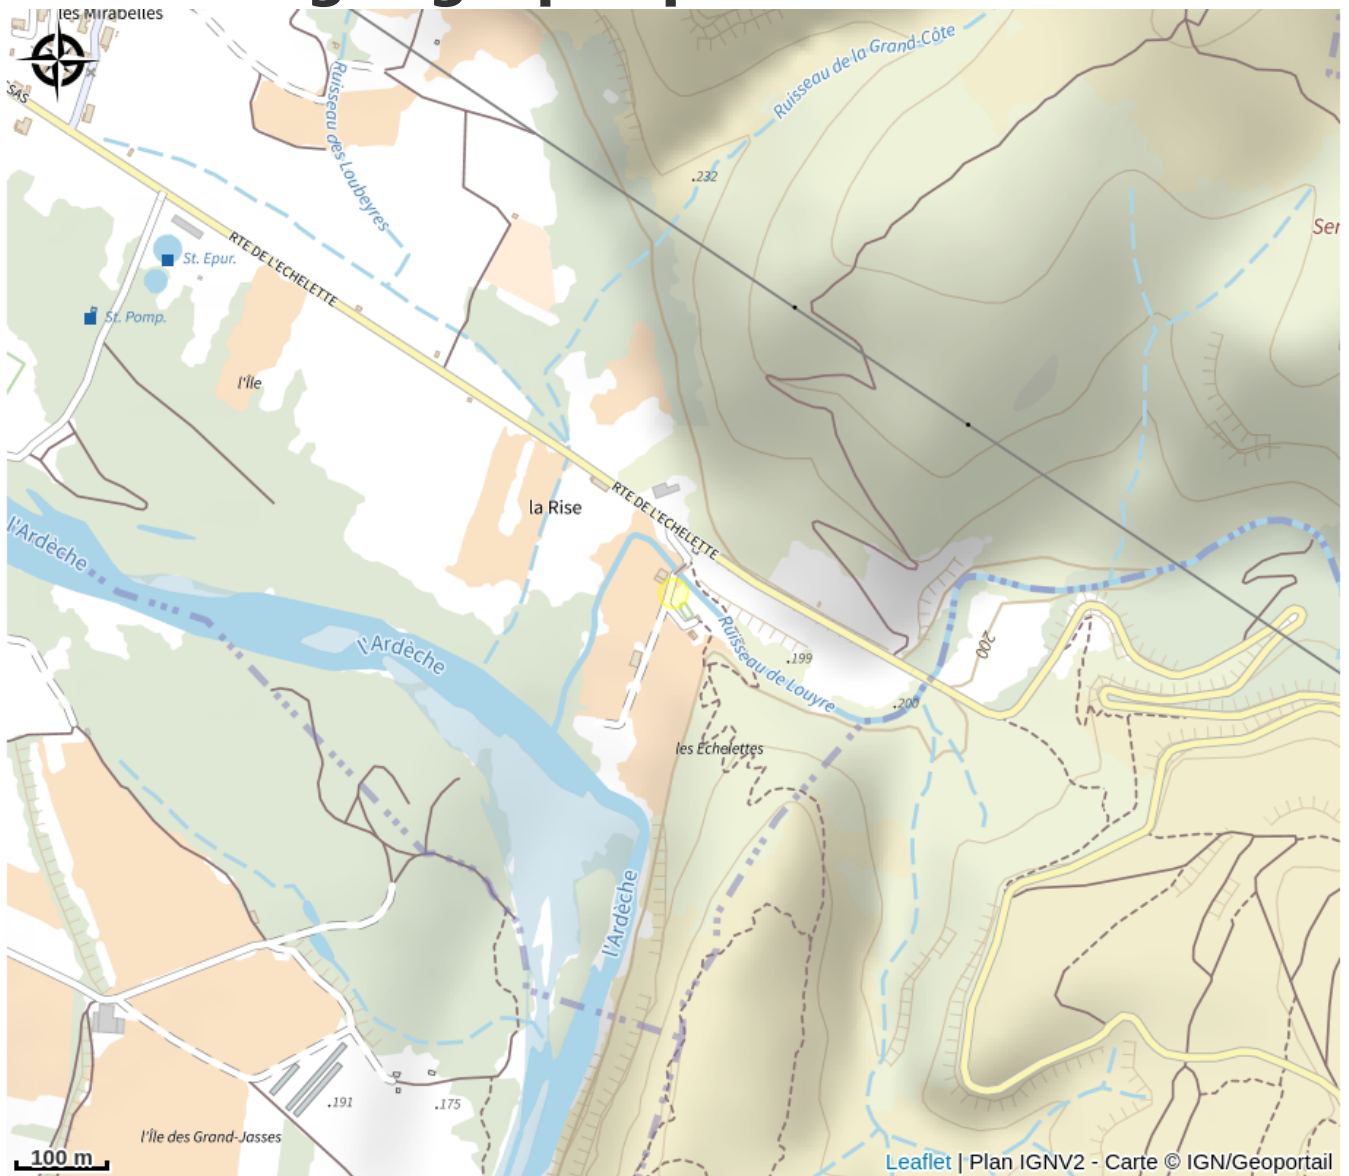 les Mirabelles
Ruisseau de la Grand-Côte
Ruisseau des Loubeyres
SAS
.232
Ser
RTE DE L'ECHELETTE
St. Epur.
St. Pomp.
l'Île
la Rise
RTE DE L'ECHELETTE
l'Ardèche
l'Ardèche
Ruisseau de Louyre
200
.199
.200
les Echelettes
l'Ardèche
.191
.175
l'Île des Grand-Jasses
100 m
Leaflet | Plan IGNV2 - Carte © IGN/Geoportail